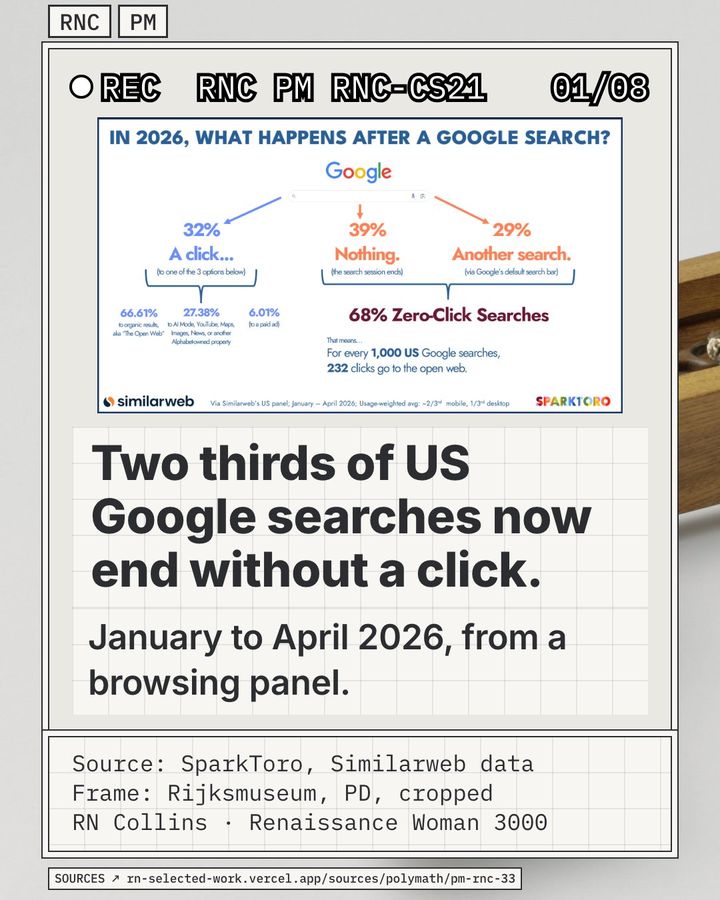 RNC PM
REC RNC PM RNC-CS21 01/08
IN 2026, WHAT HAPPENS AFTER A GOOGLE SEARCH?
Google
32% 39% 29%
A click... Nothing. Another search.
(to one of the 3 options below) (the search session ends) (via Google's default search bar)
66.61% 27.38% 6.01%
to organic results, aka "The Open Web"
to AI Mode, YouTube, Maps, Images, News, or another Alphabet-owned property
(to a paid ad)
68% Zero-Click Searches
That means...
For every 1,000 US Google searches,
232 clicks go to the open web.
similarweb Via Similarweb's US panel; January – April 2026; Usage-weighted avg: ~2/3rd mobile, 1/3rd desktop SPARKTORO
Two thirds of US
Google searches now
end without a click.
January to April 2026, from a
browsing panel.
Source: SparkToro, Similarweb data
Frame: Rijksmuseum, PD, cropped
RN Collins · Renaissance Woman 3000
SOURCES ↗ rn-selected-work.vercel.app/sources/polymath/pm-rnc-33